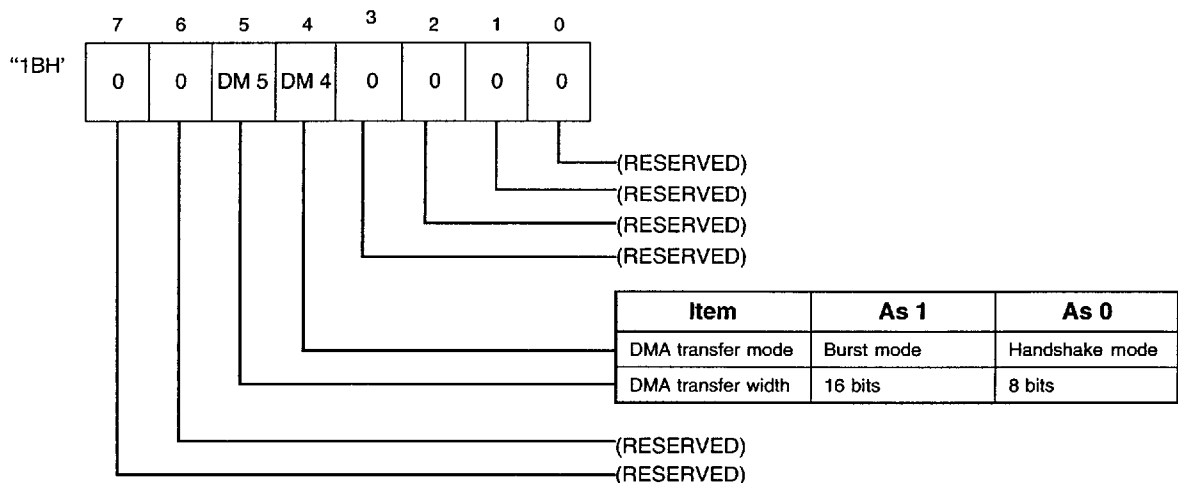 7 6 5 4 3 2 1 0
“1BH’ 0 0 DM 5 DM 4 0 0 0 0
(RESERVED)
(RESERVED)
(RESERVED)
(RESERVED)
Item As 1 As 0
DMA transfer mode Burst mode Handshake mode
DMA transfer width 16 bits 8 bits
(RESERVED)
(RESERVED)